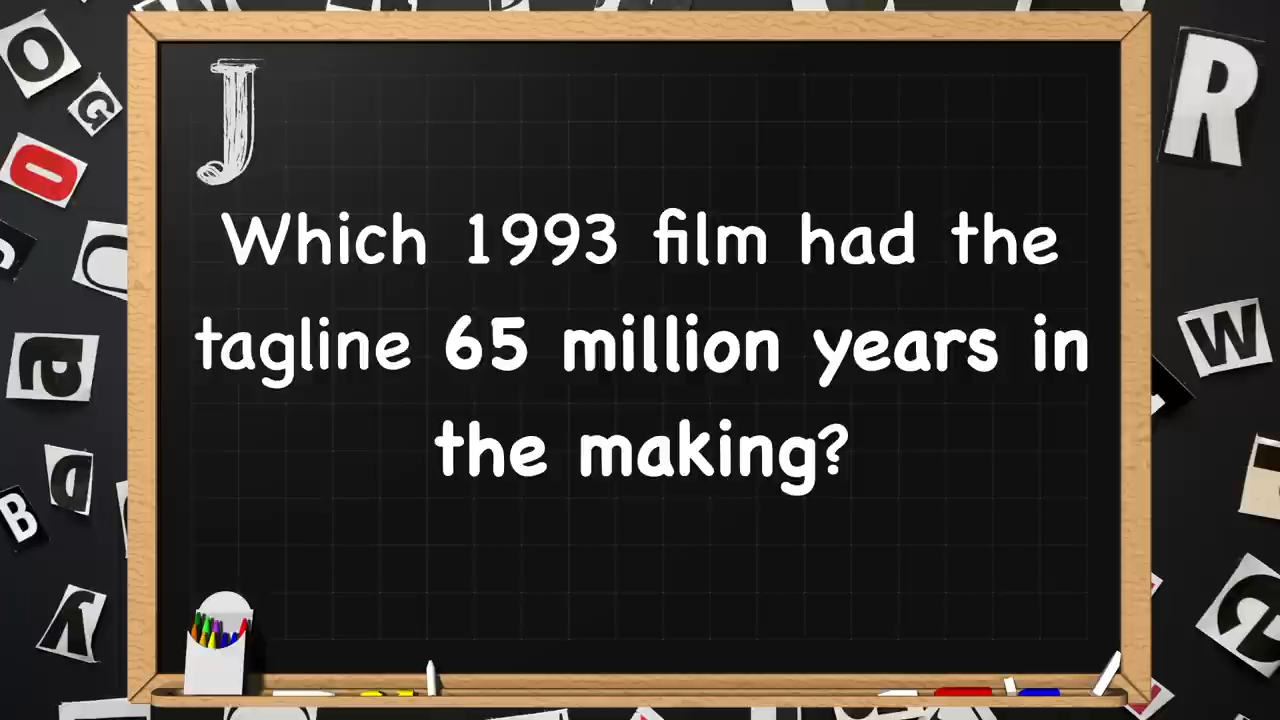 J
Which 1993 film had the
tagline 65 million years in
the making?
O
G
O
R
a
W
B